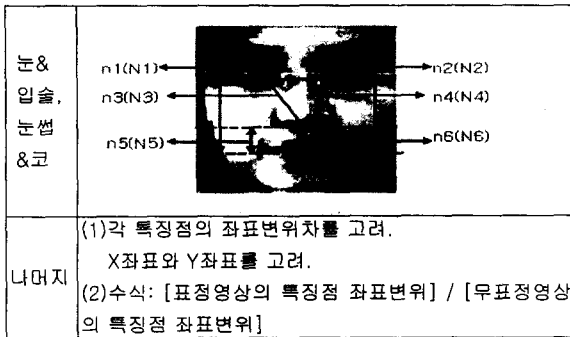 눈&
입술,
눈썹
&코
n1(N1)
n2(N2)
n3(N3)
n4(N4)
n5(N5)
n6(N6)
나머지
(1)각 특징점의 좌표변위차를 고려.
X좌표와 Y좌표를 고려.
(2)수식: [표정영상의 특징점 좌표변위] / [무표정영상
의 특징점 좌표변위]